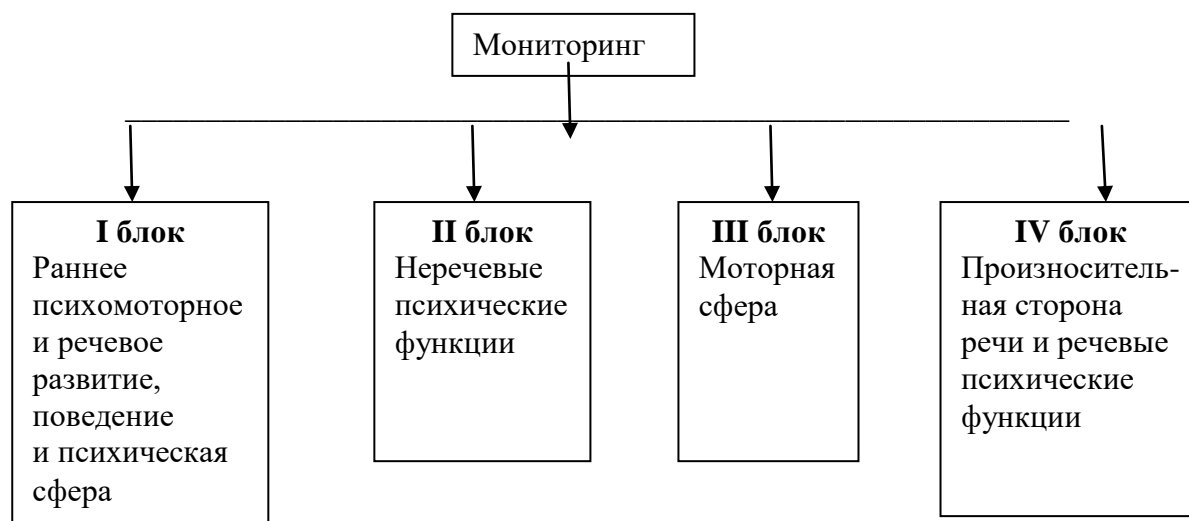 Мониторинг
I блок
Раннее
психомоторное
и речевое
развитие,
поведение
и психическая
сфера
II блок
Неречевые
психические
функции
III блок
Моторная
сфера
IV блок
Произноситель-
ная сторона
речи и речевые
психические
функции